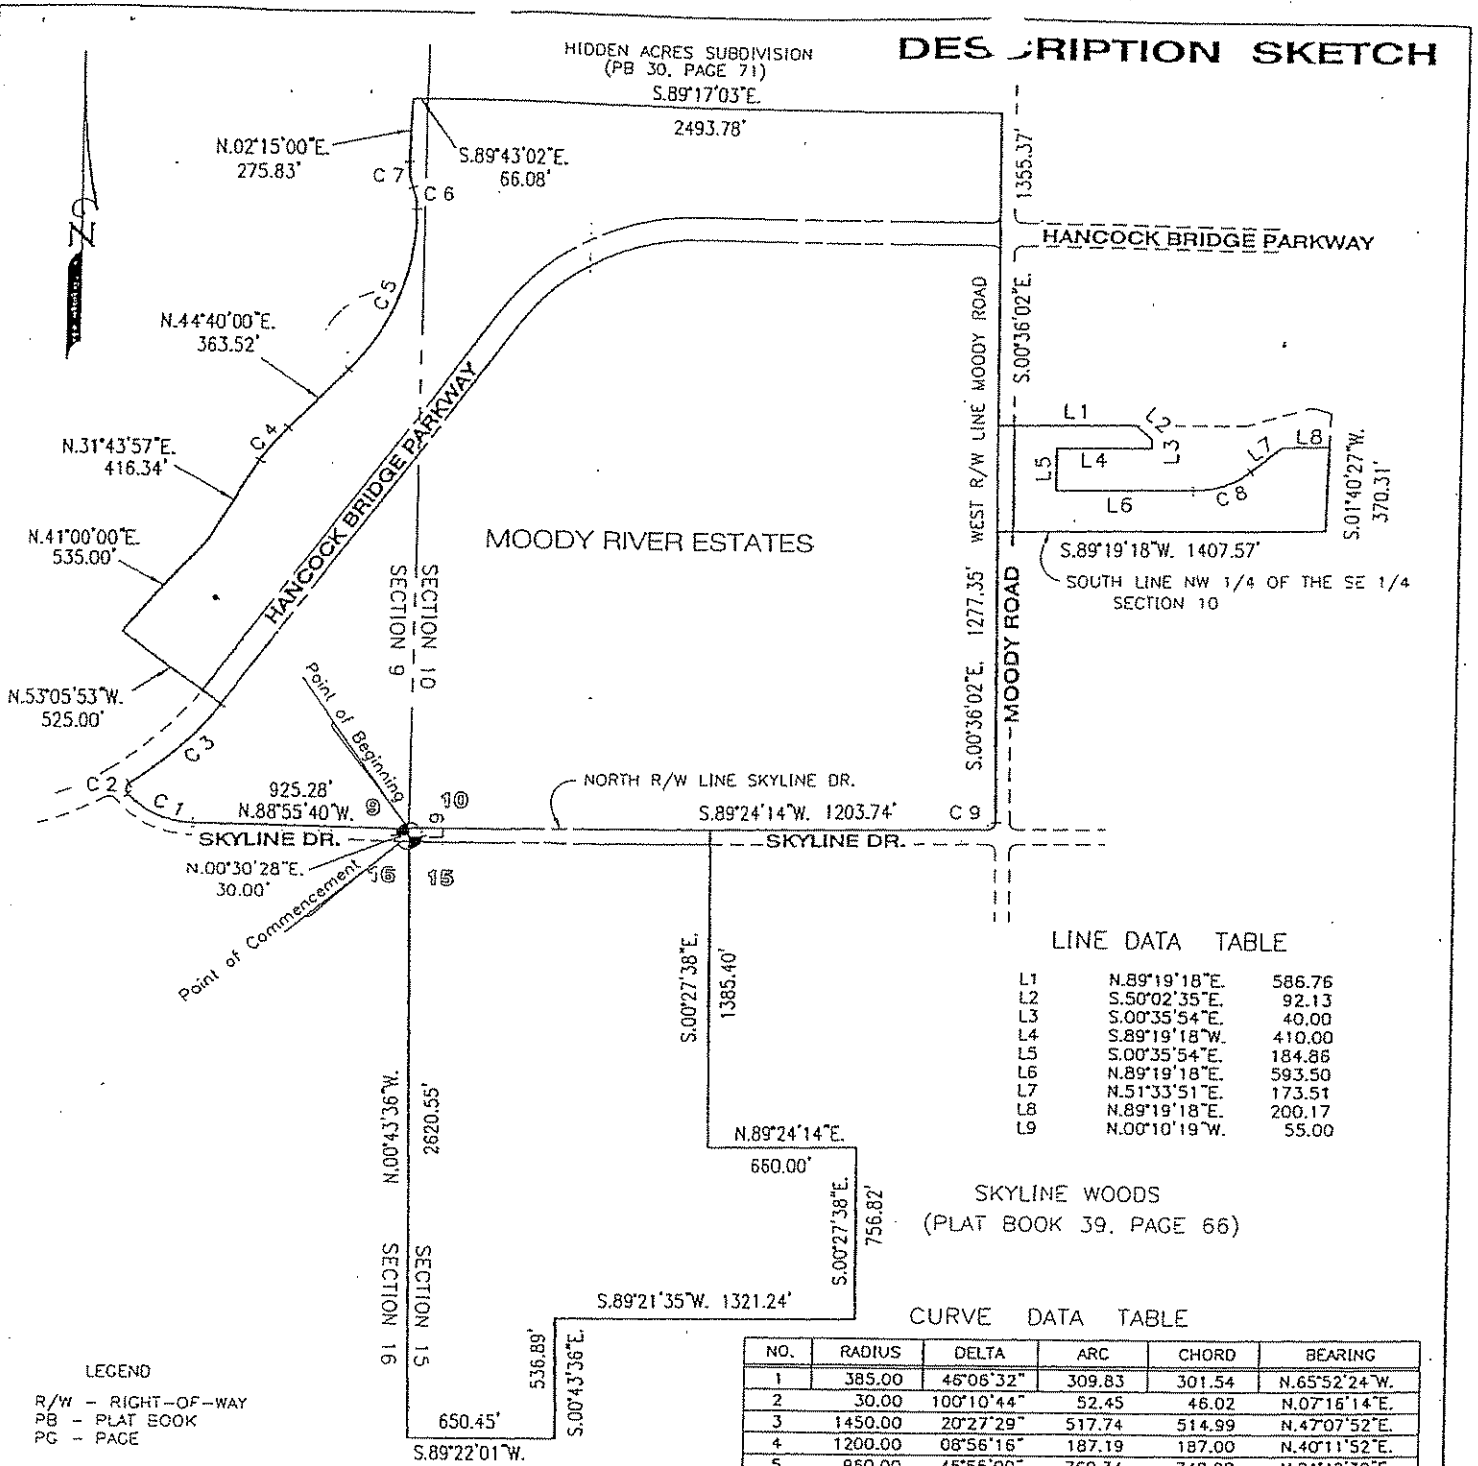 DES CRIPTION SKETCH
HIDDEN ACRES SUBDIVISION
(PB 30, PAGE 71)
S.89°17'03"E.
2493.78'
N.02°15'00"E.
275.83'
S.89°43'02"E.
66.08'
C 7
C 6
1355.37'
HANCOCK BRIDGE PARKWAY
C 5
N.44°40'00"E.
363.52'
S.00°36'02"E.
WEST R/W LINE MOODY ROAD
C 4
N.31°43'57"E.
416.34'
HANCOCK BRIDGE PARKWAY
L1
L2
L3
L4
L5
L6
L7
L8
C 8
S.01°40'27"W.
370.31'
N.41°00'00"E.
535.00'
MOODY RIVER ESTATES
S.89°19'18"W. 1407.57'
SOUTH LINE NW 1/4 OF THE SE 1/4
SECTION 10
SECTION 10
SECTION 9
S.00°36'02"E. 1277.35'
MOODY ROAD
N.53°05'53"W.
525.00'
Point of Beginning
C 3
C 2
C 1
925.28'
N.88°55'40"W.
9
10
NORTH R/W LINE SKYLINE DR.
S.89°24'14"W. 1203.74'
C 9
L9
SKYLINE DR.
SKYLINE DR.
N.00°30'28"E.
30.00'
16
15
Point of Commencement
S.00°27'38"E.
1385.40'
LINE DATA TABLE
L1 N.89°19'18"E. 586.76
L2 S.50°02'35"E. 92.13
L3 S.00°35'54"E. 40.00
L4 S.89°19'18"W. 410.00
L5 S.00°35'54"E. 184.86
L6 N.89°19'18"E. 593.50
L7 N.51°33'51"E. 173.51
L8 N.89°19'18"E. 200.17
L9 N.00°10'19"W. 55.00
N.00°43'36"W.
2620.55'
N.89°24'14"E.
660.00'
S.00°27'38"E.
756.82'
SKYLINE WOODS
(PLAT BOOK 39, PAGE 66)
SECTION 15
SECTION 16
S.89°21'35"W. 1321.24'
536.89'
S.00°43'36"E.
650.45'
S.89°22'01"W.
LEGEND
R/W - RIGHT-OF-WAY
PB - PLAT BOOK
PG - PAGE
CURVE DATA TABLE
NO. RADIUS DELTA ARC CHORD BEARING
1 385.00 46°06'32" 309.83 301.54 N.65°52'24"W.
2 30.00 100°10'44" 52.45 46.02 N.07°16'14"E.
3 1450.00 20°27'29" 517.74 514.99 N.47°07'52"E.
4 1200.00 08°56'16" 187.19 187.00 N.40°11'52"E.